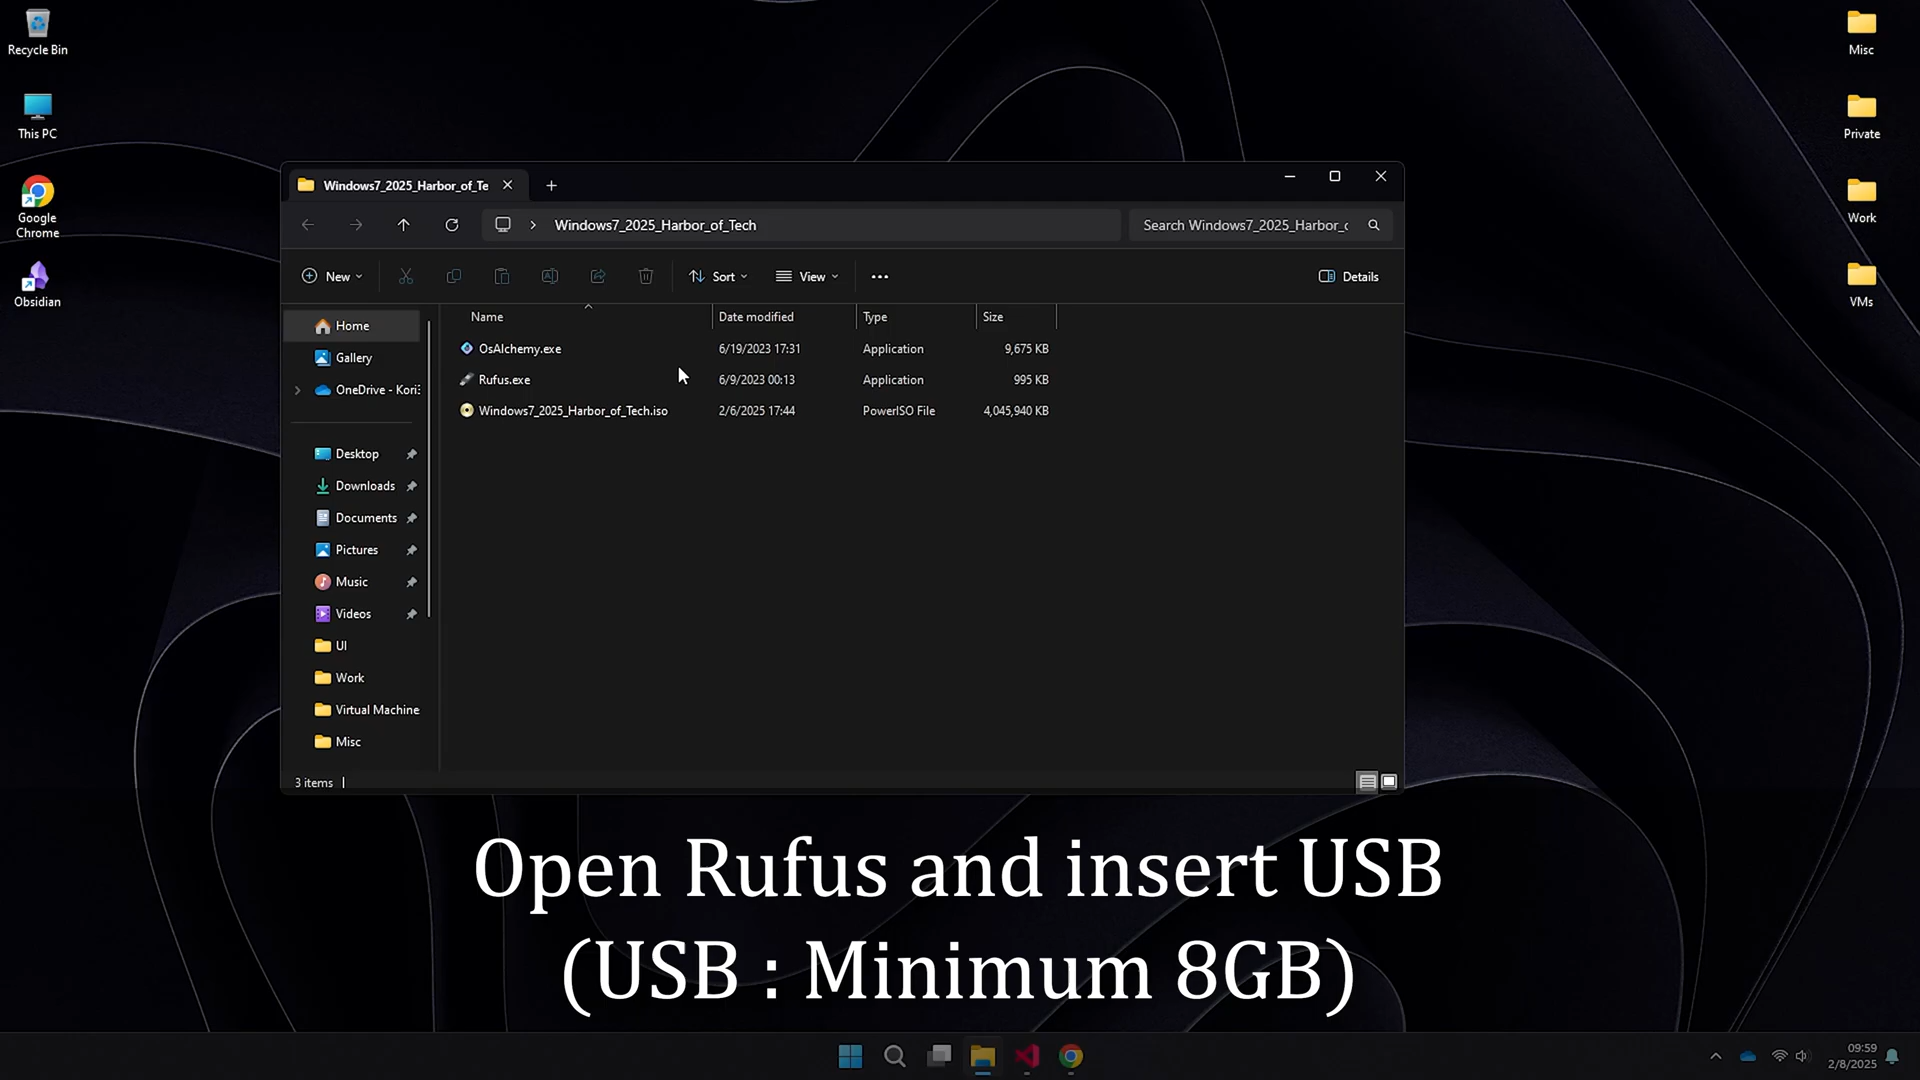 Recycle Bin
This PC
Google
Chrome
Obsidian
Misc
Private
Work
VMs
Windows7_2025_Harbor_of_Te
Windows7_2025_Harbor_of_Tech
Search Windows7_2025_Harbor_c
New
Sort
View
Details
Name Date modified Type Size
OsAlchemy.exe 6/19/2023 17:31 Application 9,675 KB
Rufus.exe 6/9/2023 00:13 Application 995 KB
Windows7_2025_Harbor_of_Tech.iso 2/6/2025 17:44 PowerISO File 4,045,940 KB
Home
Gallery
OneDrive - Kori
Desktop
Downloads
Documents
Pictures
Music
Videos
UI
Work
Virtual Machine
Misc
3 items
Open Rufus and insert USB
(USB : Minimum 8GB)
09:59
2/8/2025